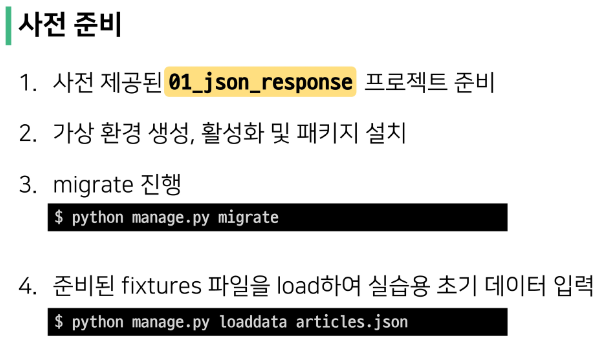 사전 준비
1. 사전 제공된 01_json_response 프로젝트 준비
2. 가상 환경 생성, 활성화 및 패키지 설치
3. migrate 진행
$ python manage.py migrate
4. 준비된 fixtures 파일을 load하여 실습용 초기 데이터 입력
$ python manage.py loaddata articles.json